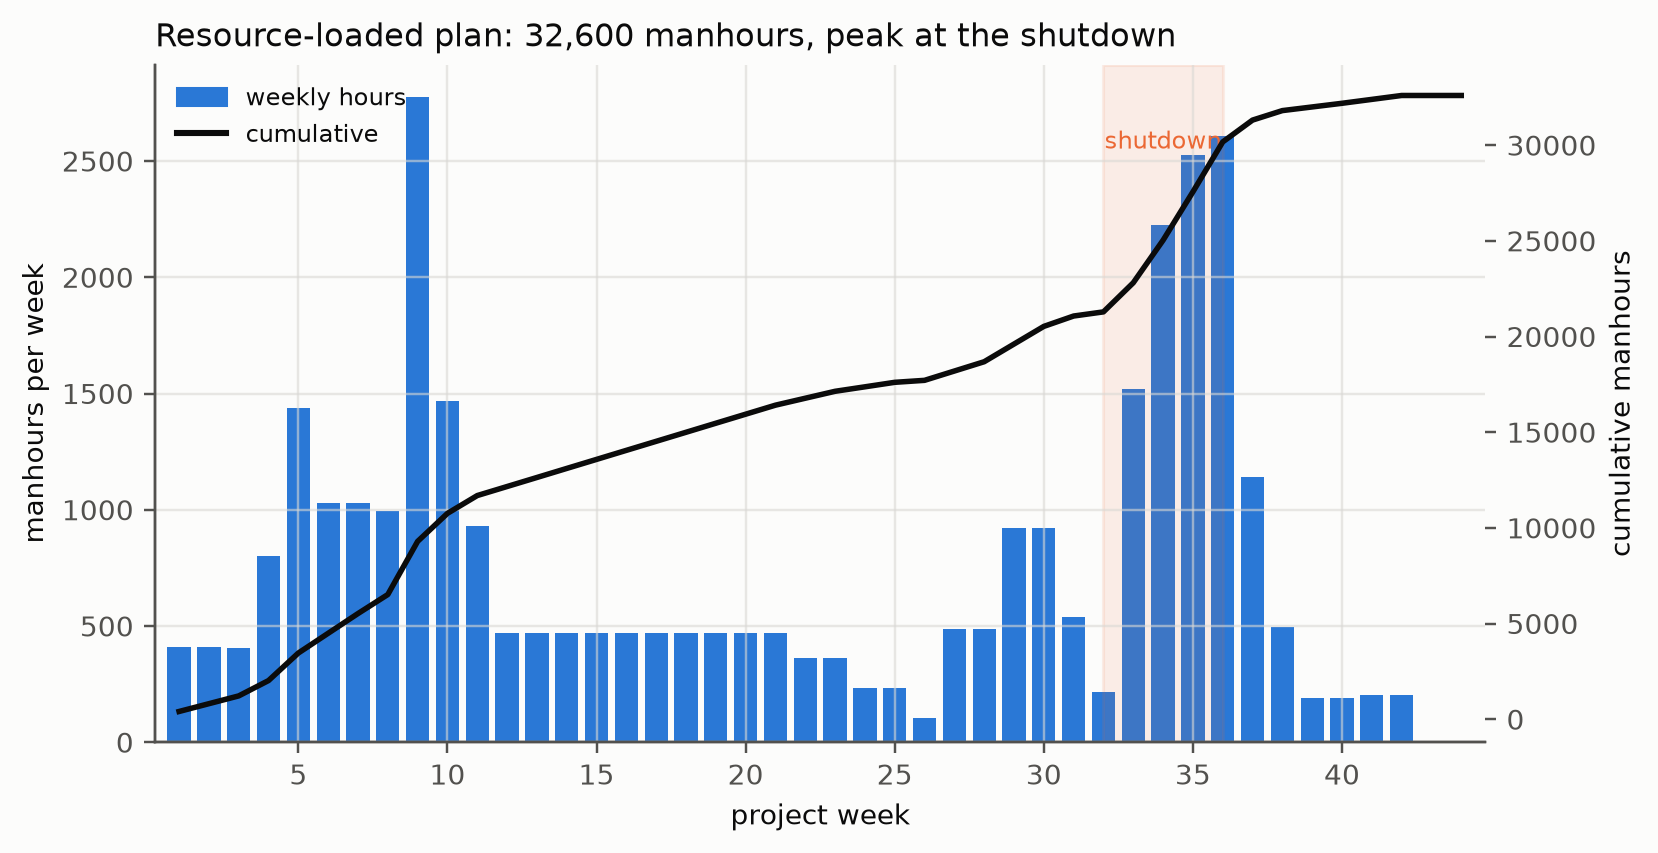 Resource-loaded plan: 32,600 manhours, peak at the shutdown
weekly hours
cumulative
shutdown
manhours per week
2500
2000
1500
1000
500
0
30000
25000
20000
15000
10000
5000
0
cumulative manhours
5 10 15 20 25 30 35 40
project week